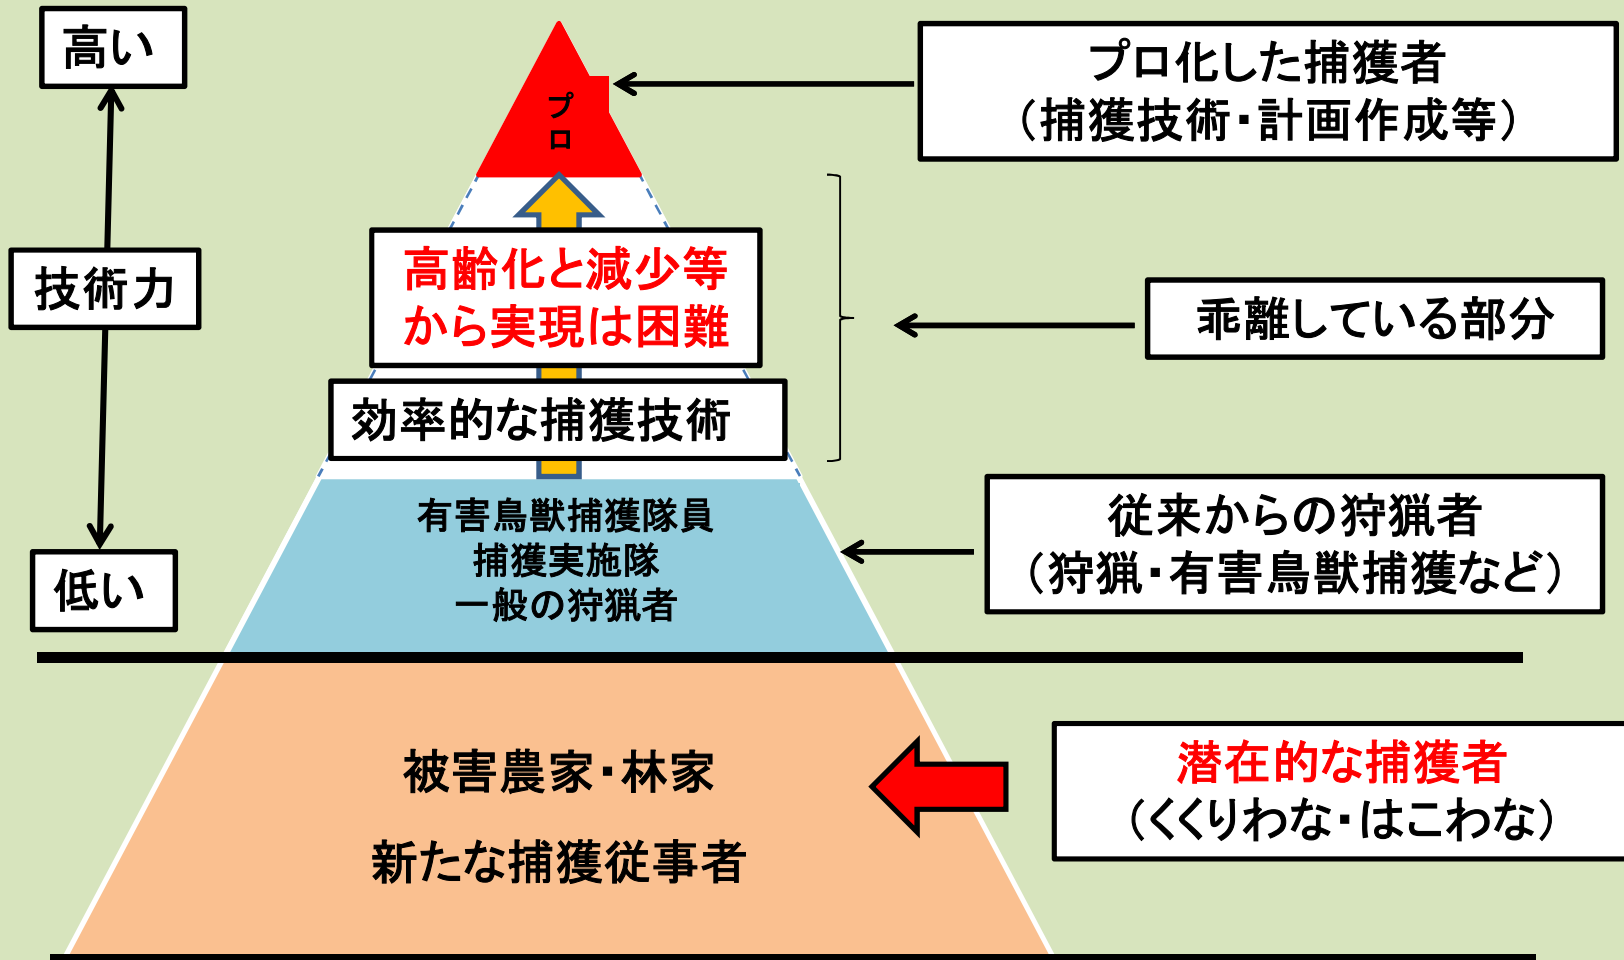 高い
技術力
低い
プ
ロ
プロ化した捕獲者
（捕獲技術・計画作成等）
高齢化と減少等
から実現は困難
乖離している部分
効率的な捕獲技術
有害鳥獣捕獲隊員
捕獲実施隊
一般の狩猟者
従来からの狩猟者
（狩猟・有害鳥獣捕獲など）
被害農家・林家
新たな捕獲従事者
潜在的な捕獲者
（くくりわな・はこわな）